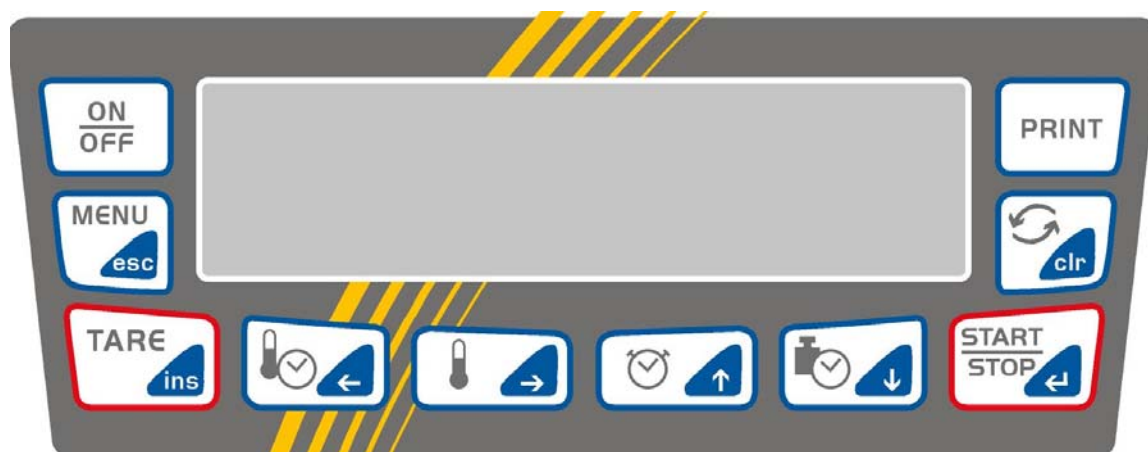 ON
OFF
PRINT
MENU
esc
clr
TARE
ins
START
STOP